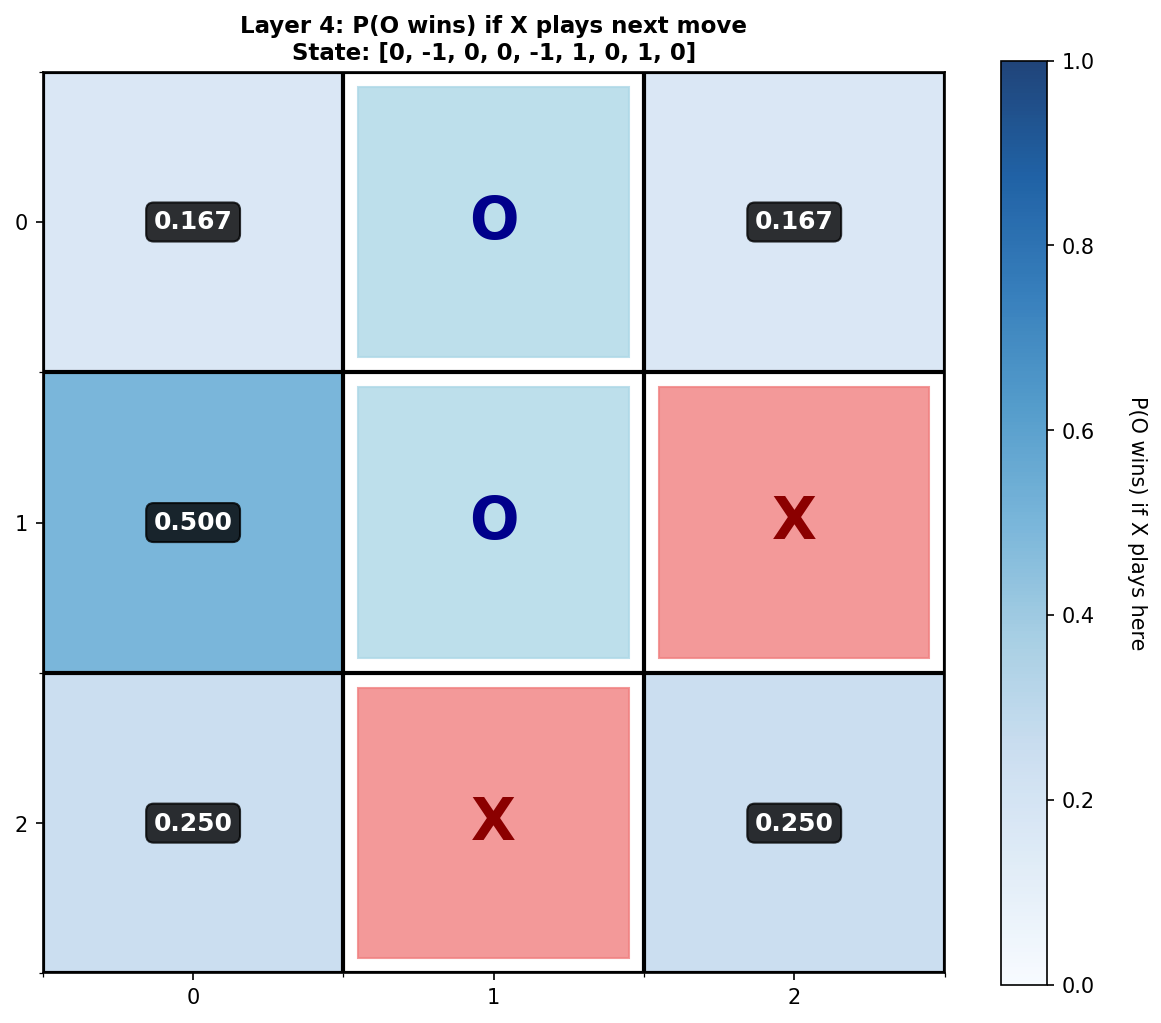 Layer 4: P(O wins) if X plays next move
State: [0, -1, 0, 0, -1, 1, 0, 1, 0]
0 0.167 O 0.167
1 0.500 O X
2 0.250 X 0.250
0 1 2
1.0
0.8
0.6
0.4
0.2
0.0
P(O wins) if X plays here